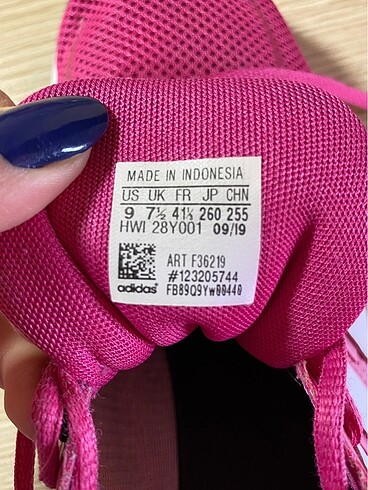 MADE IN INDONESIA
US UK FR JP CHN
9 7½ 41⅓ 260 255
HWI 28Y001 09/19
ART F36219
#123205744
adidas® FB89Q9Yw00440